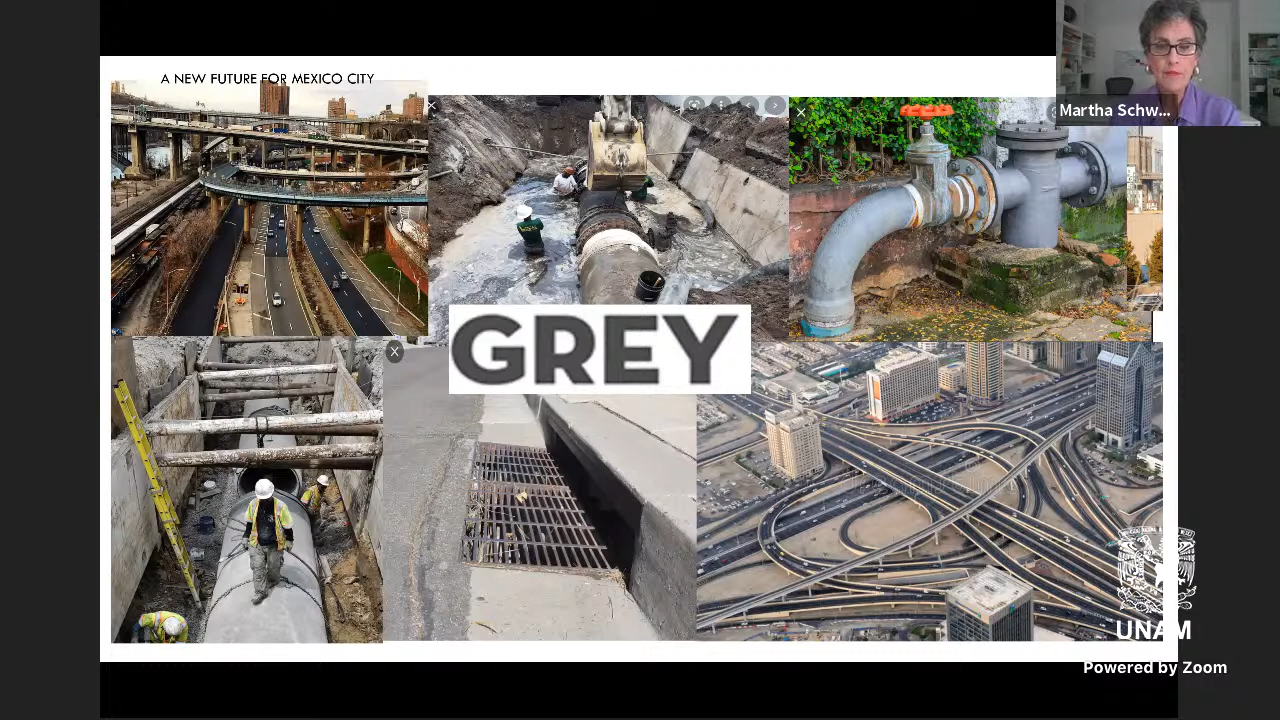 A NEW FUTURE FOR MEXICO CITY
Martha Schw...
GREY
UNAM
Powered by Zoom